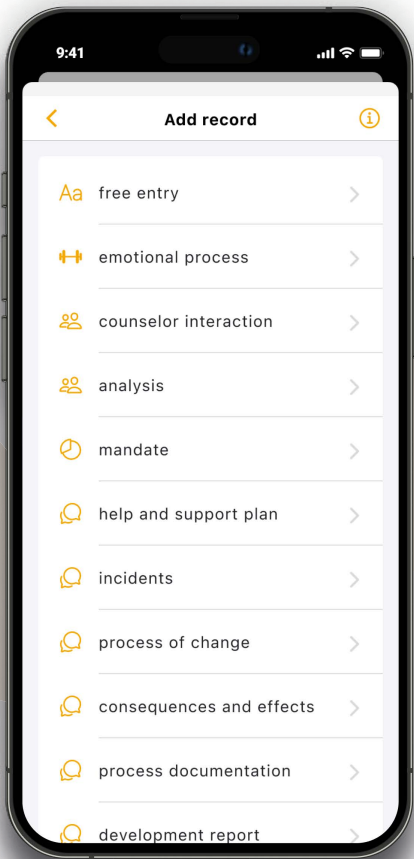 9:41
Add record
Aa free entry
emotional process
counselor interaction
analysis
mandate
help and support plan
incidents
process of change
consequences and effects
process documentation
development report